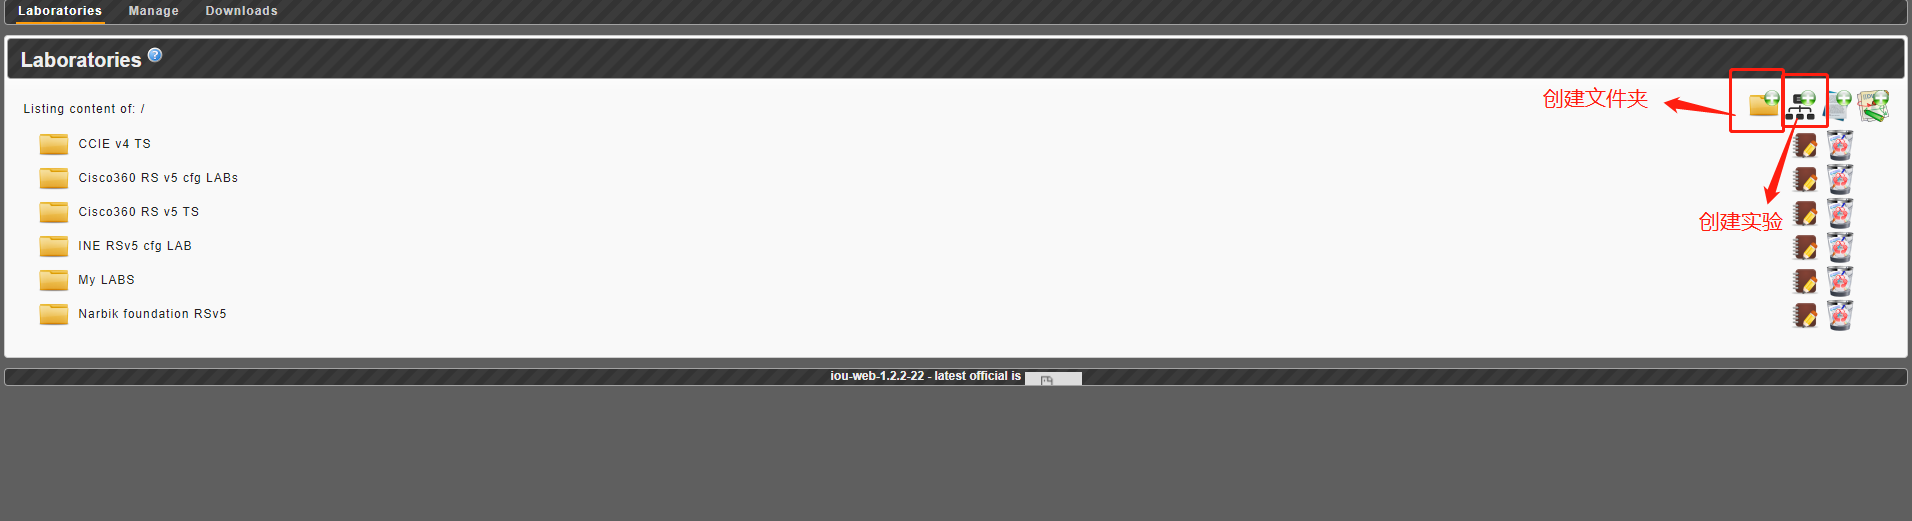 Laboratories Manage Downloads
Laboratories
Listing content of: /
创建文件夹
CCIE v4 TS
Cisco360 RS v5 cfg LABs
Cisco360 RS v5 TS
创建实验
INE RSv5 cfg LAB
My LABS
Narbik foundation RSv5
iou-web-1.2.2-22 - latest official is